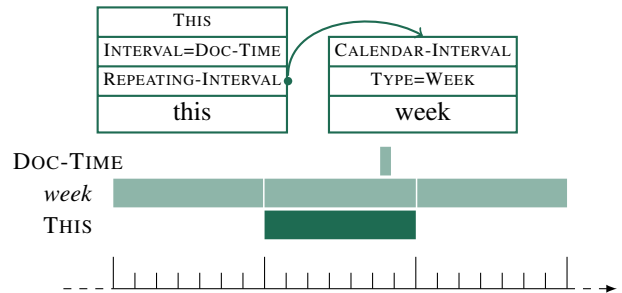 THIS
INTERVAL=DOC-TIME
REPEATING-INTERVAL
this
CALENDAR-INTERVAL
TYPE=WEEK
week
DOC-TIME
week
THIS